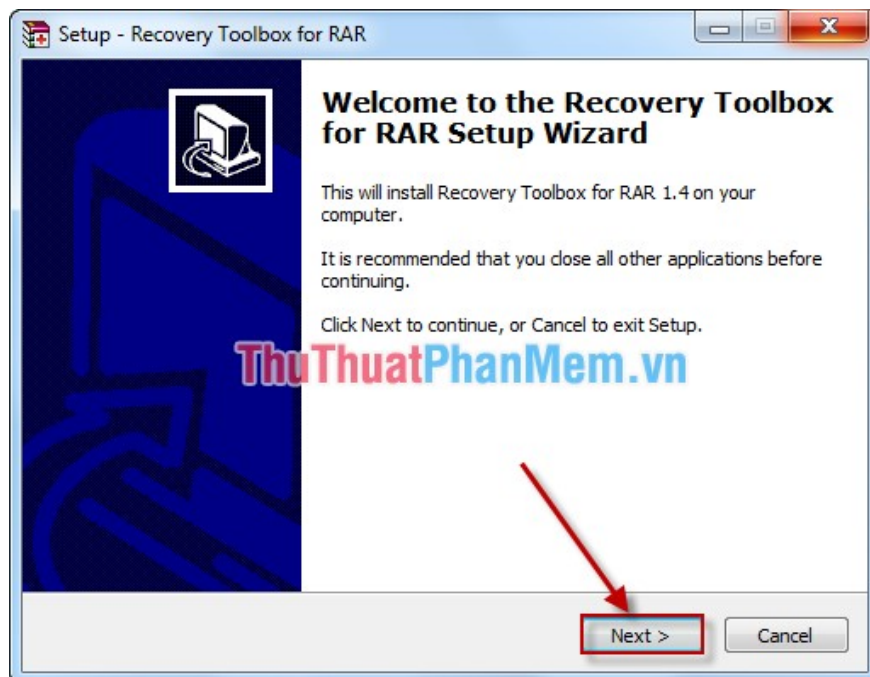 Setup - Recovery Toolbox for RAR
Welcome to the Recovery Toolbox
for RAR Setup Wizard
This will install Recovery Toolbox for RAR 1.4 on your
computer.
It is recommended that you close all other applications before
continuing.
Click Next to continue, or Cancel to exit Setup.
ThuThuatPhanMem.vn
Next >
Cancel